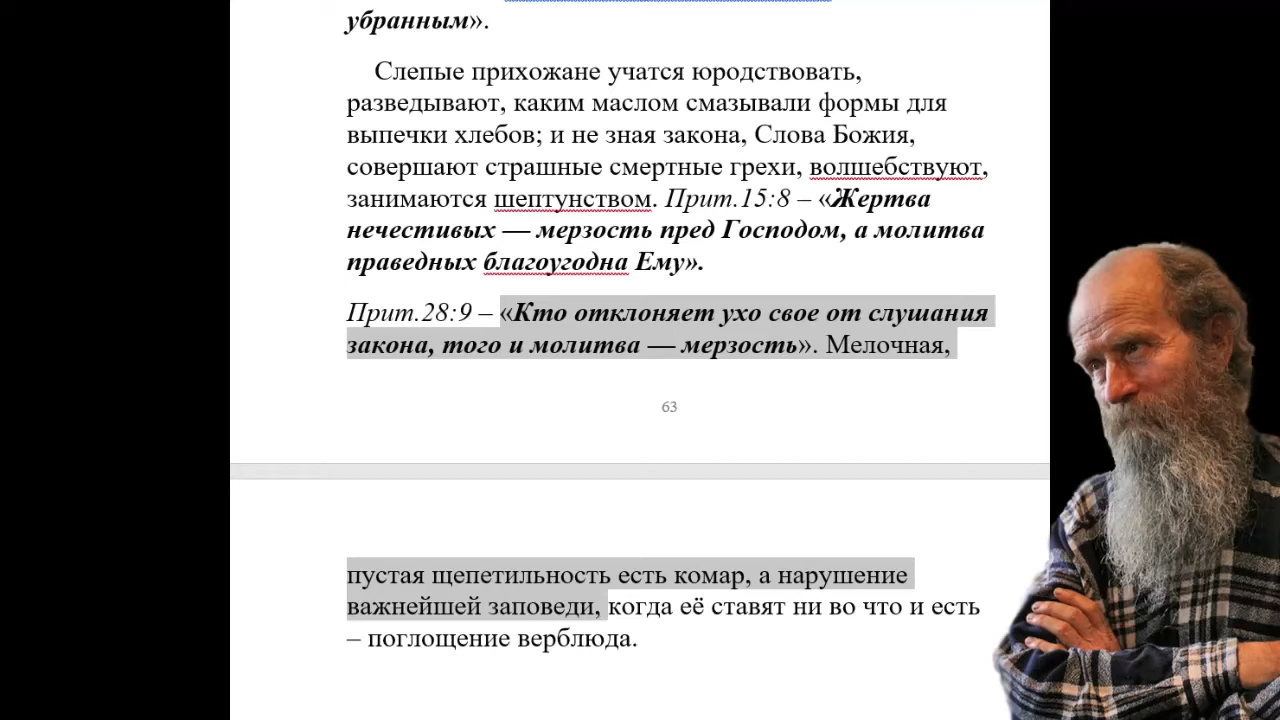 убранным».
Слепые прихожане учатся юродствовать,
разведывают, каким маслом смазывали формы для
выпечки хлебов; и не зная закона, Слова Божия,
совершают страшные смертные грехи, волшебствуют,
занимаются шептунством. Прит.15:8 – «Жертва
нечестивых — мерзость пред Господом, а молитва
праведных благоугодна Ему».
Прит.28:9 – «Кто отклоняет ухо свое от слушания
закона, того и молитва — мерзость». Мелочная,
63
пустая щепетильность есть комар, а нарушение
важнейшей заповеди, когда её ставят ни во что и есть
– поглощение верблюда.